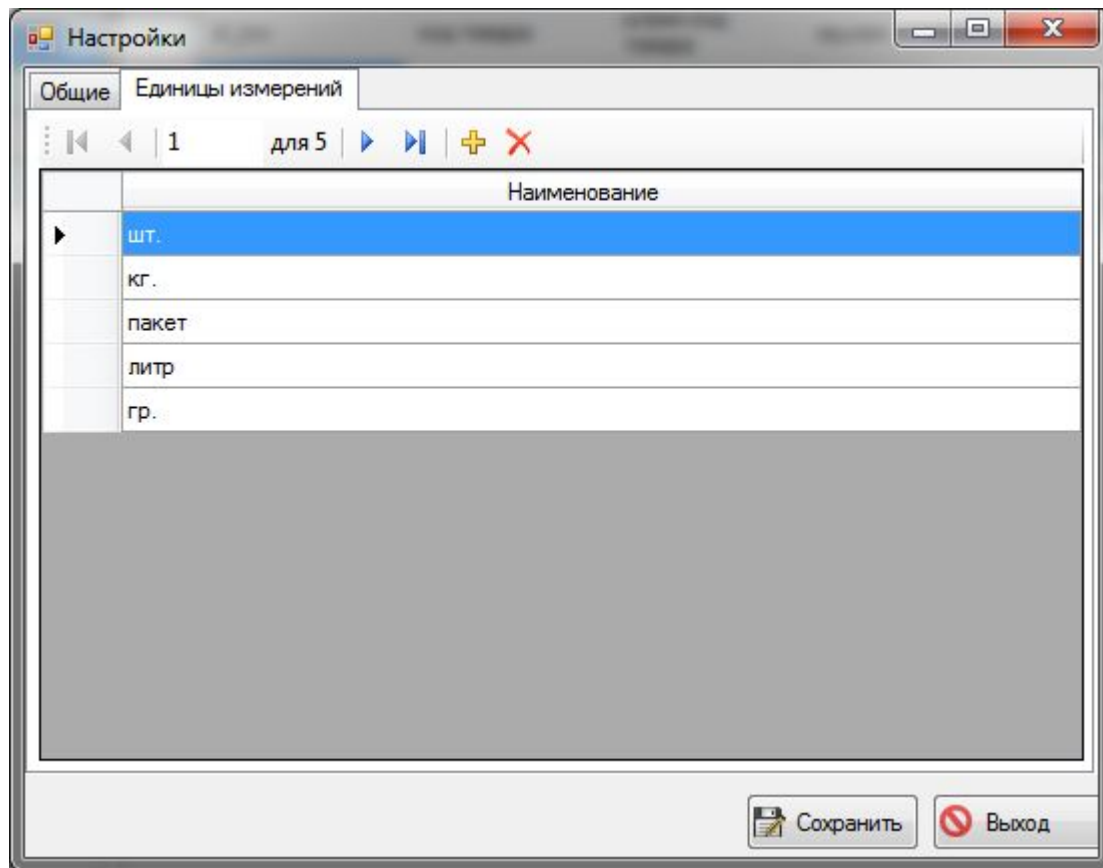 Настройки
Общие Единицы измерений
1 для 5
Наименование
шт.
кг.
пакет
литр
гр.
Сохранить Выход